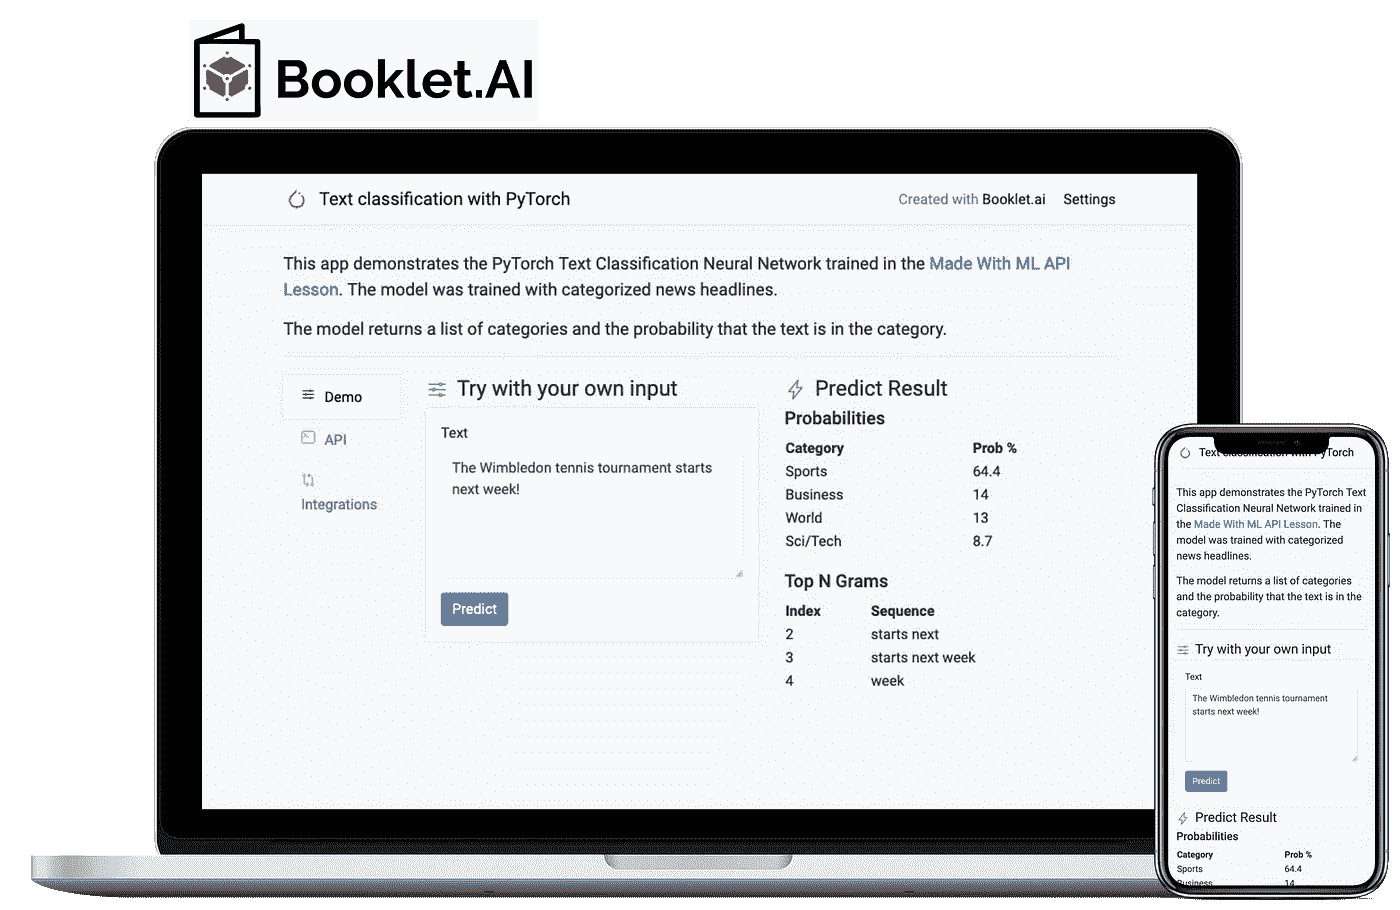 Booklet.AI
Text classification with PyTorch
Created with Booklet.ai Settings
This app demonstrates the PyTorch Text Classification Neural Network trained in the Made With ML API
Lesson. The model was trained with categorized news headlines.
The model returns a list of categories and the probability that the text is in the category.
Demo
API
Integrations
Try with your own input
Text
The Wimbledon tennis tournament starts
next week!
Predict
Predict Result
Probabilities
Category Prob %
Sports 64.4
Business 14
World 13
Sci/Tech 8.7
Top N Grams
Index Sequence
2 starts next
3 starts next week
4 week
Text classification with PyTorch
This app demonstrates the PyTorch Text
Classification Neural Network trained in
the Made With ML API Lesson. The
model was trained with categorized
news headlines.
The model returns a list of categories
and the probability that the text is in the
category.
Try with your own input
Text
The Wimbledon tennis tournament
starts next week!
Predict
Predict Result
Probabilities
Category Prob %
Sports 64.4
Business 14